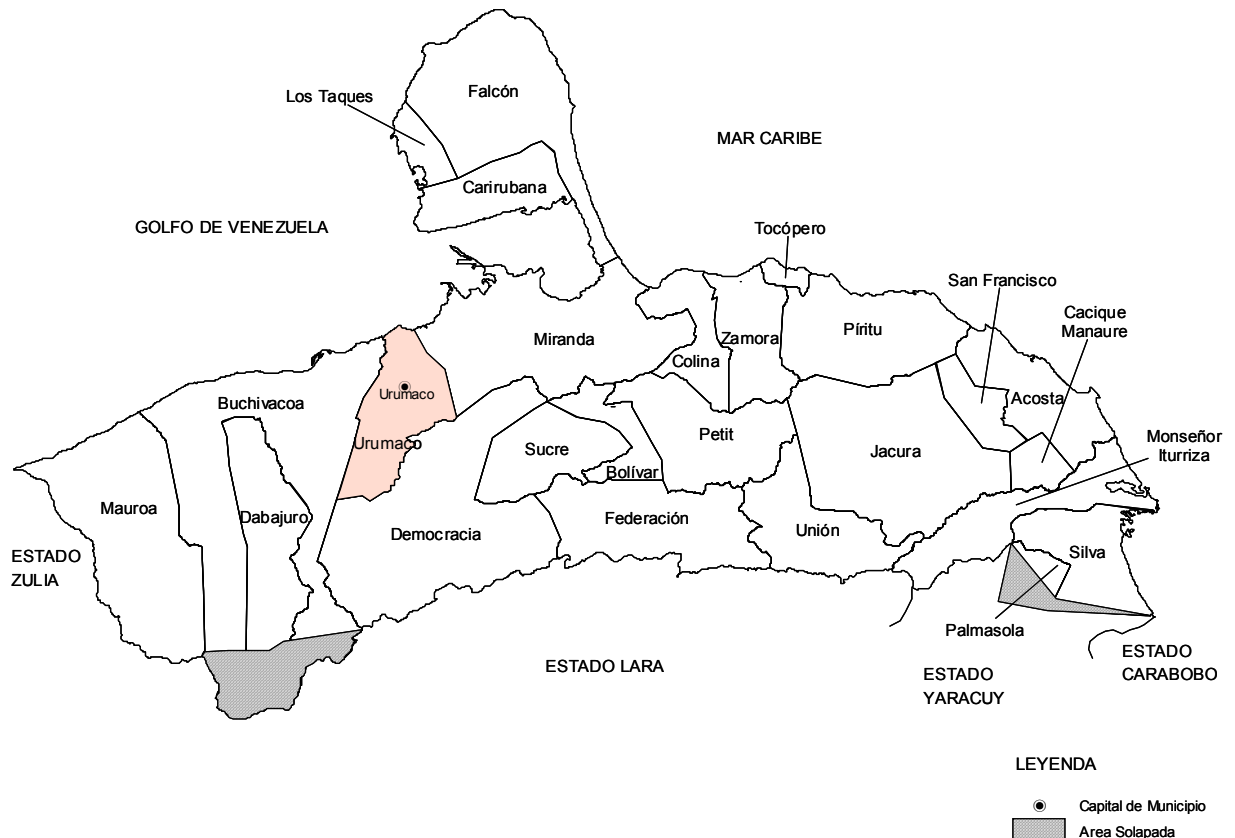 Falcón
Los Taques
MAR CARIBE
Carirubana
GOLFO DE VENEZUELA
Tocópero
San Francisco
Cacique
Manaure
Miranda
Zamora
Píritu
Colina
Urumaco
Buchivacoa
Acosta
Urumaco
Sucre
Petit
Jacura
Monseñor
Iturriza
Bolívar
Mauroa
Dabajuro
Democracia
Federación
Unión
ESTADO
ZULIA
Silva
Palmasola
ESTADO LARA
ESTADO
YARACUY
ESTADO
CARABOBO
LEYENDA
Capital de Municipio
Area Solapada